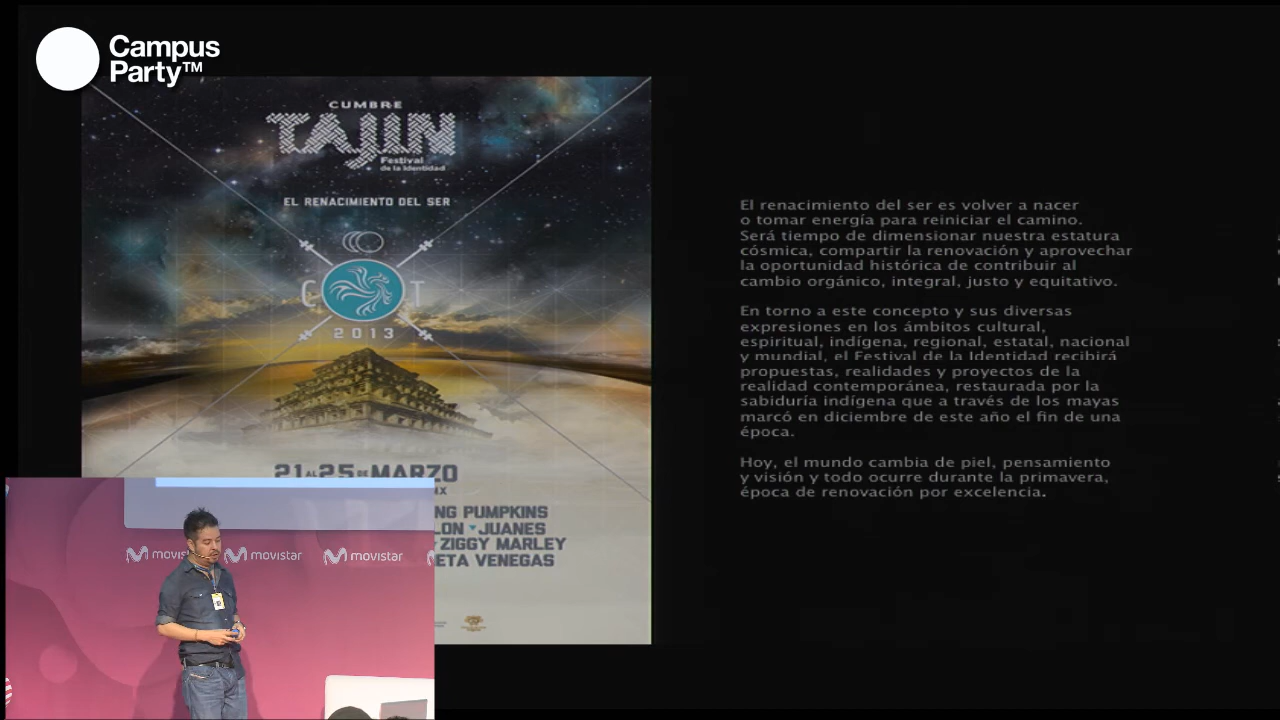 Campus
Party™
CUMBRE
TAJIN
Festival
de la Identidad
EL RENACIMIENTO DEL SER
2013
21 AL 25 DE MARZO
NG PUMPKINS
LON JUANES
ZIGGY MARLEY
ETA VENEGAS
El renacimiento del ser es volver a nacer
o tomar energía para reiniciar el camino.
Será tiempo de dimensionar nuestra estatura
cósmica, compartir la renovación y aprovechar
la oportunidad histórica de contribuir al
cambio orgánico, integral, justo y equitativo.
En torno a este concepto y sus diversas
expresiones en los ámbitos cultural,
espiritual, indígena, regional, estatal, nacional
y mundial, el Festival de la Identidad recibirá
propuestas, realidades y proyectos de la
realidad contemporánea, restaurada por la
sabiduría indígena que a través de los mayas
marcó en diciembre de este año el fin de una
época.
Hoy, el mundo cambia de piel, pensamiento
y visión y todo ocurre durante la primavera,
época de renovación por excelencia.
movistar movistar movistar